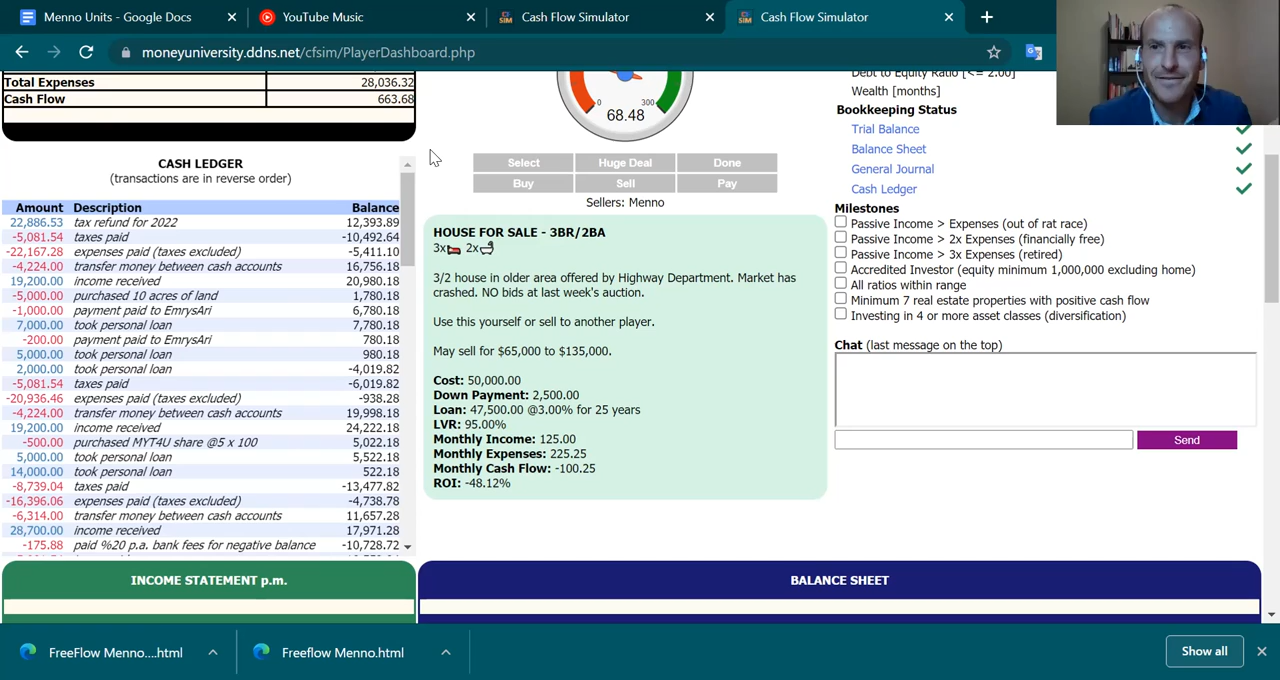 Menno Units - Google Docs
YouTube Music
Cash Flow Simulator
Cash Flow Simulator
moneyuniversity.ddns.net/cfsim/PlayerDashboard.php
Total Expenses 28,036.32
Cash Flow 663.68
CASH LEDGER
(transactions are in reverse order)
Amount Description Balance
22,886.53 tax refund for 2022 12,393.89
-5,081.54 taxes paid -10,492.64
-22,167.28 expenses paid (taxes excluded) -5,411.10
-4,224.00 transfer money between cash accounts 16,756.18
19,200.00 income received 20,980.18
-5,000.00 purchased 10 acres of land 1,780.18
-1,000.00 payment paid to EmrysAri 6,780.18
7,000.00 took personal loan 7,780.18
-200.00 payment paid to EmrysAri 780.18
5,000.00 took personal loan 980.18
2,000.00 took personal loan -4,019.82
-5,081.54 taxes paid -6,019.82
-20,936.46 expenses paid (taxes excluded) -938.28
-4,224.00 transfer money between cash accounts 19,998.18
19,200.00 income received 24,222.18
-500.00 purchased MYT4U share @5 x 100 5,022.18
5,000.00 took personal loan 5,522.18
14,000.00 took personal loan 522.18
-8,739.04 taxes paid -13,477.82
-16,396.06 expenses paid (taxes excluded) -4,738.78
-6,314.00 transfer money between cash accounts 11,657.28
28,700.00 income received 17,971.28
-175.88 paid %20 p.a. bank fees for negative balance -10,728.72
0 300
68.48
Select Huge Deal Done
Buy Sell Pay
Sellers: Menno
HOUSE FOR SALE - 3BR/2BA
3x 2x
3/2 house in older area offered by Highway Department. Market has
crashed. NO bids at last week's auction.
Use this yourself or sell to another player.
May sell for $65,000 to $135,000.
Cost: 50,000.00
Down Payment: 2,500.00
Loan: 47,500.00 @3.00% for 25 years
LVR: 95.00%
Monthly Income: 125.00
Monthly Expenses: 225.25
Monthly Cash Flow: -100.25
ROI: -48.12%
Debt to Equity Ratio [<= 2.00]
Wealth [months]
Bookkeeping Status
Trial Balance
Balance Sheet
General Journal
Cash Ledger
Milestones
Passive Income > Expenses (out of rat race)
Passive Income > 2x Expenses (financially free)
Passive Income > 3x Expenses (retired)
Accredited Investor (equity minimum 1,000,000 excluding home)
All ratios within range
Minimum 7 real estate properties with positive cash flow
Investing in 4 or more asset classes (diversification)
Chat (last message on the top)
Send
INCOME STATEMENT p.m.
BALANCE SHEET
FreeFlow Menno....html
Freeflow Menno.html
Show all